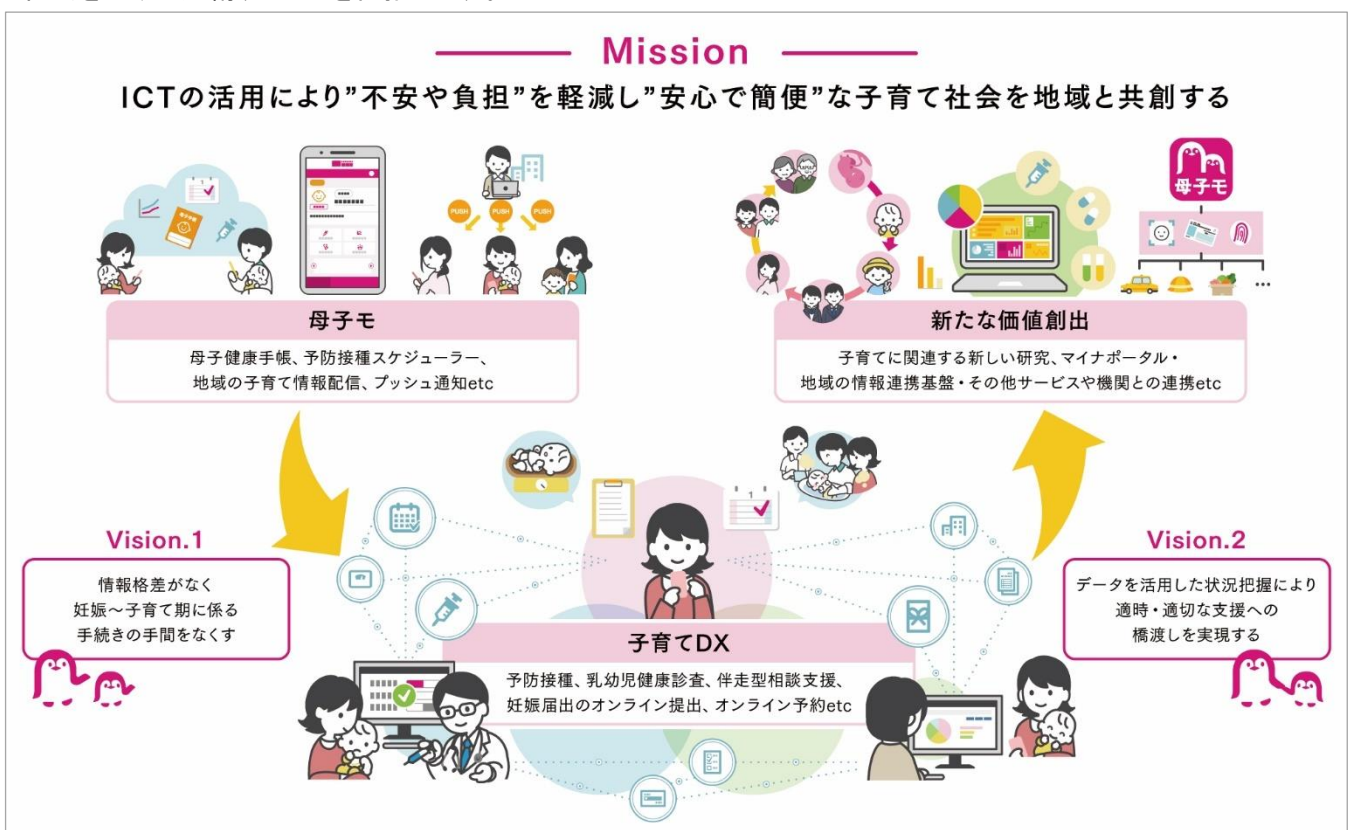 Mission
ICTの活用により”不安や負担”を軽減し”安心で簡便”な子育て社会を地域と共創する
母子手帳
1
PUSH
PUSH
PUSH
母子モ
母子モ
母子健康手帳、予防接種スケジューラー、
地域の子育て情報配信、プッシュ通知etc
新たな価値創出
子育てに関連する新しい研究、マイナポータル・
地域の情報連携基盤・その他サービスや機関との連携etc
1
Vision.1
情報格差がなく
妊娠～子育て期に係る
手続きの手間をなくす
Vision.2
データを活用した状況把握により
適時・適切な支援への
橋渡しを実現する
子育てDX
予防接種、乳幼児健康診査、伴走型相談支援、
妊娠届出のオンライン提出、オンライン予約etc